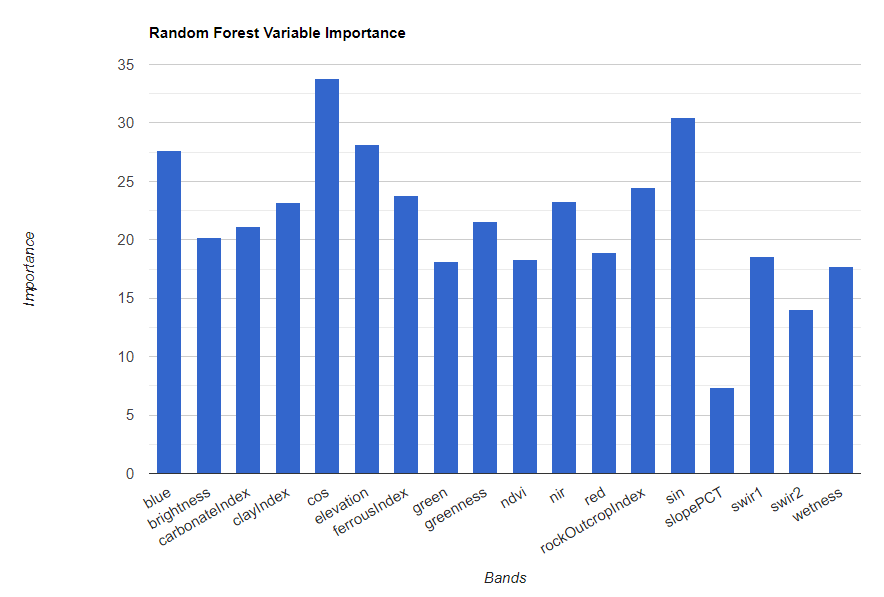 Random Forest Variable Importance
35
30
25
20
15
10
5
0
Importance
blue
brightness
carbonateIndex
clayIndex
cos
elevation
ferrousIndex
green
greenness
ndvi
nir
red
rockOutcropIndex
sin
slopePCT
swir1
swir2
wetness
Bands